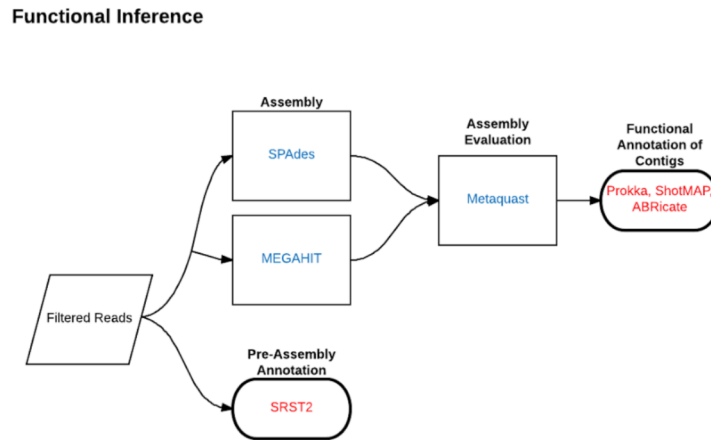 Functional Inference
Assembly
SPAdes
MEGAHIT
Assembly
Evaluation
Metaquast
Functional
Annotation of
Contigs
Prokka, ShotMAP,
ABRicate
Filtered Reads
Pre-Assembly
Annotation
SRST2